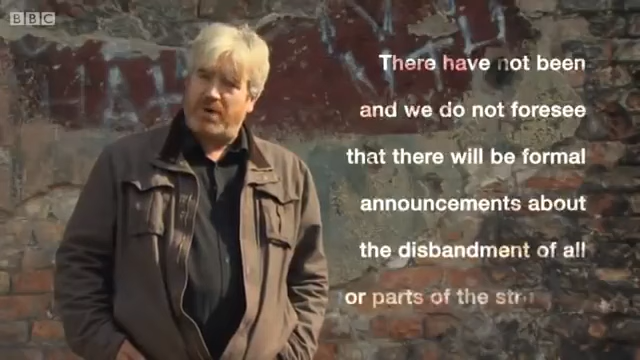 BBC
There have not been
and we do not foresee
that there will be formal
announcements about
the disbandment of all
or parts of the